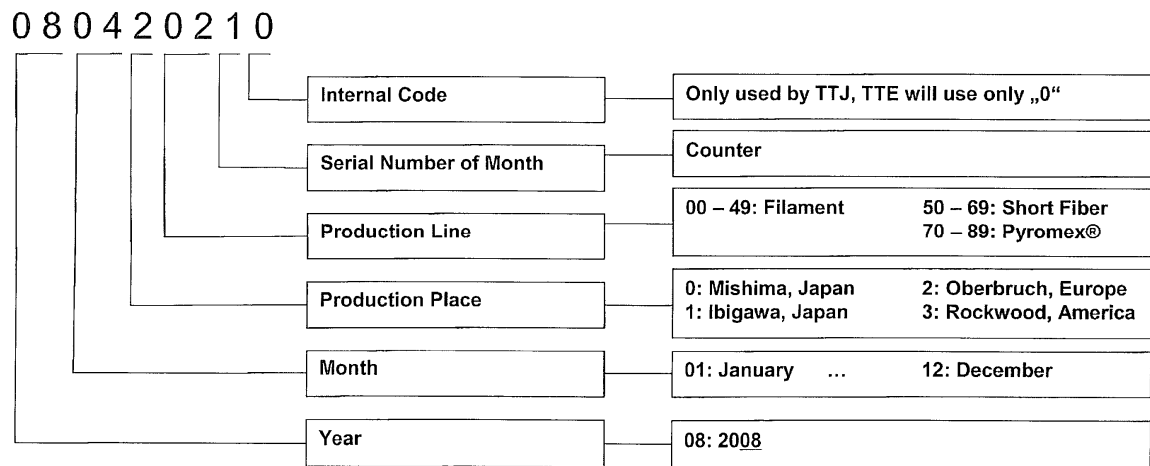 0 8 0 4 2 0 2 1 0
Internal Code
Only used by TTJ, TTE will use only „0“
Serial Number of Month
Counter
Production Line
00 – 49: Filament 50 – 69: Short Fiber
70 – 89: Pyromex®
Production Place
0: Mishima, Japan 2: Oberbruch, Europe
1: Ibigawa, Japan 3: Rockwood, America
Month
01: January ... 12: December
Year
08: 2008